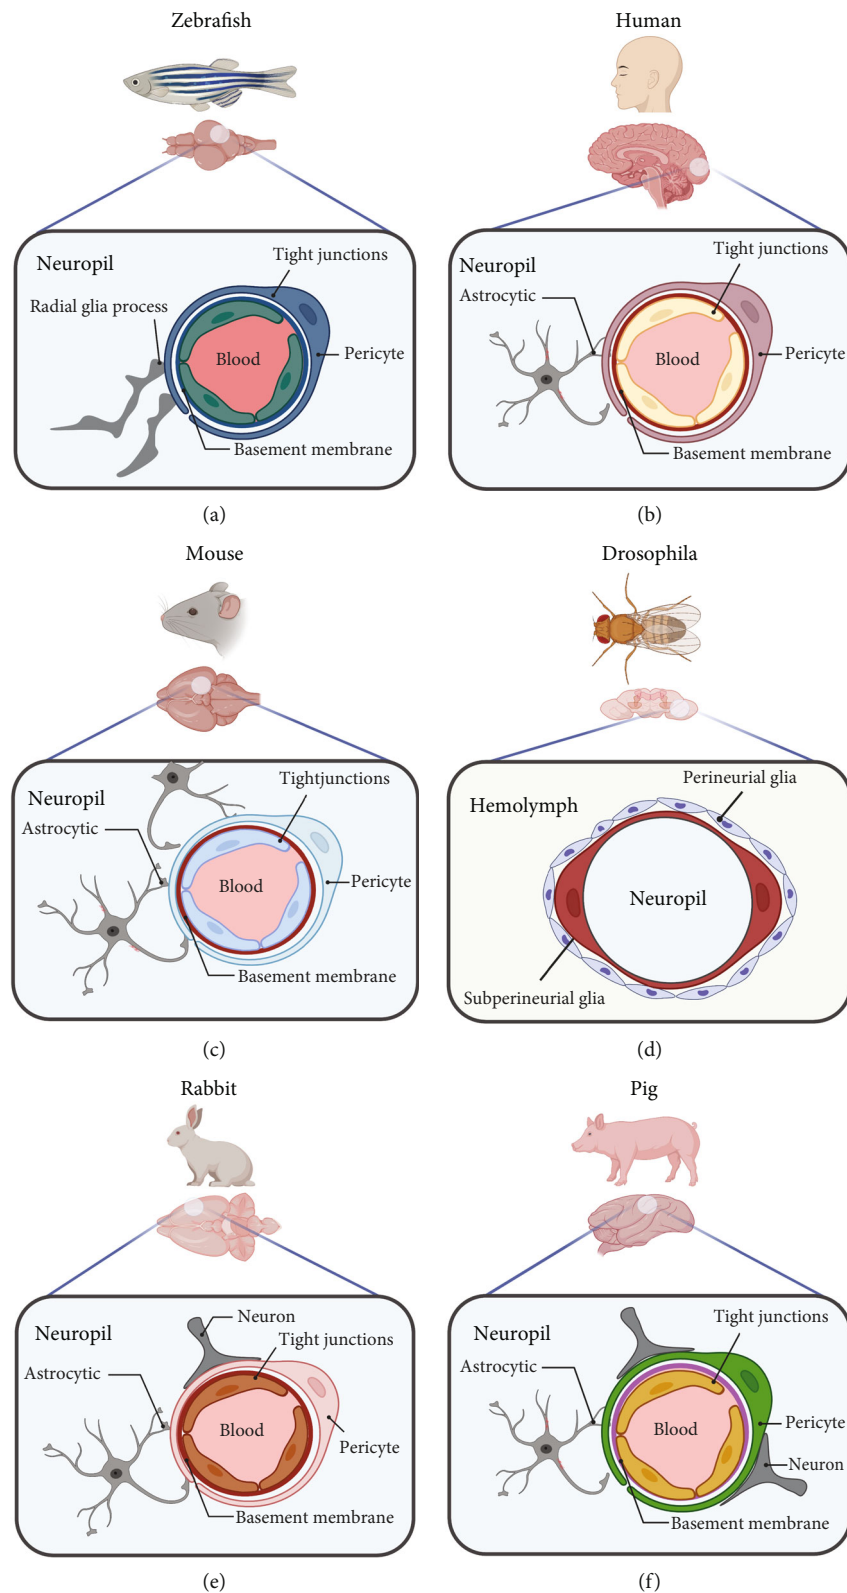 Zebrafish
Neuropil
Tight junctions
Radial glia process
Blood
Pericyte
Basement membrane
(a)
Human
Neuropil
Tight junctions
Astrocytic
Blood
Pericyte
Basement membrane
(b)
Mouse
Neuropil
Tightjunctions
Astrocytic
Blood
Pericyte
Basement membrane
(c)
Drosophila
Perineurial glia
Hemolymph
Neuropil
Subperineurial glia
(d)
Rabbit
Neuron
Neuropil
Tight junctions
Astrocytic
Blood
Pericyte
Basement membrane
(e)
Pig
Tight junctions
Neuropil
Astrocytic
Blood
Pericyte
Neuron
Basement membrane
(f)